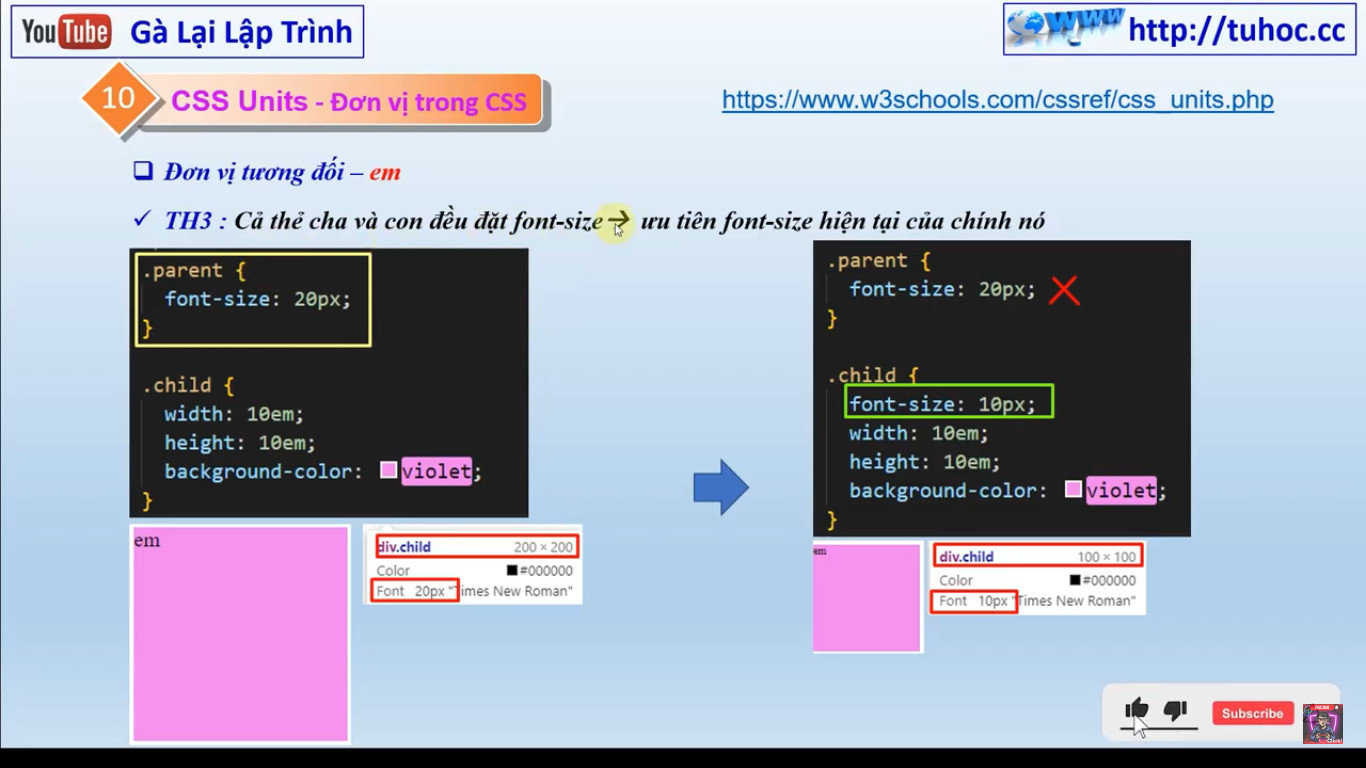 YouTube Gà Lại Lập Trình
www http://tuhoc.cc
10 CSS Units - Đơn vị trong CSS
https://www.w3schools.com/cssref/css_units.php
Đơn vị tương đối – em
TH3 : Cả thẻ cha và con đều đặt font-size → ưu tiên font-size hiện tại của chính nó
.parent {
font-size: 20px;
}
.child {
width: 10em;
height: 10em;
background-color: violet;
}
em
div.child 200 × 200
Color #000000
Font 20px "Times New Roman"
.parent {
font-size: 20px;
}
.child {
font-size: 10px;
width: 10em;
height: 10em;
background-color: violet;
}
em
div.child 100 × 100
Color #000000
Font 10px "Times New Roman"
Subscribe